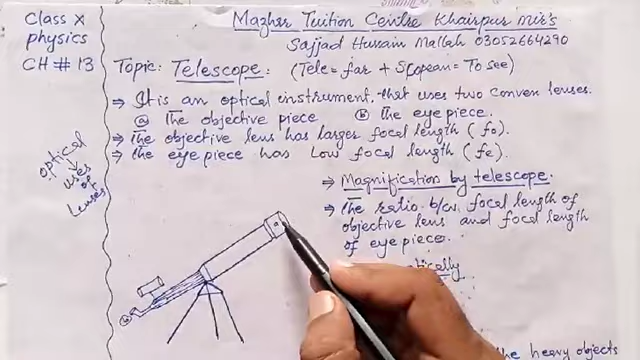 Class X
physics
CH # 13
Mazhar Tuition Centre Khairpur mir's
Sajjad Hussain Mallah 03052664290
Topic: Telescope: (Tele = far + Scopean = To see)
⇒ It is an optical instrument, that uses two convex lenses.
ⓐ The objective piece ⓑ The eye piece.
⇒ The objective lens has larger focal length (fo).
⇒ The eye piece has Low focal length (fe).
optical
uses
of
Lenses
⇒ Magnification by telescope.
⇒ The ratio b/w focal length of
objective lens and focal length
of eye piece.
a
b
the heavy objects